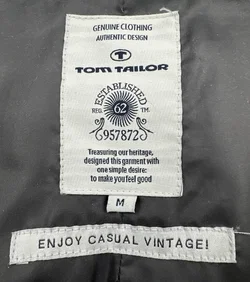 GENUINE CLOTHING
AUTHENTIC DESIGN
TOM TAILOR
ESTABLISHED
REG. 62 TM.
957872
Treasuring our heritage,
designed this garment with
one simple desire:
to make you feel good
M
ENJOY CASUAL VINTAGE!